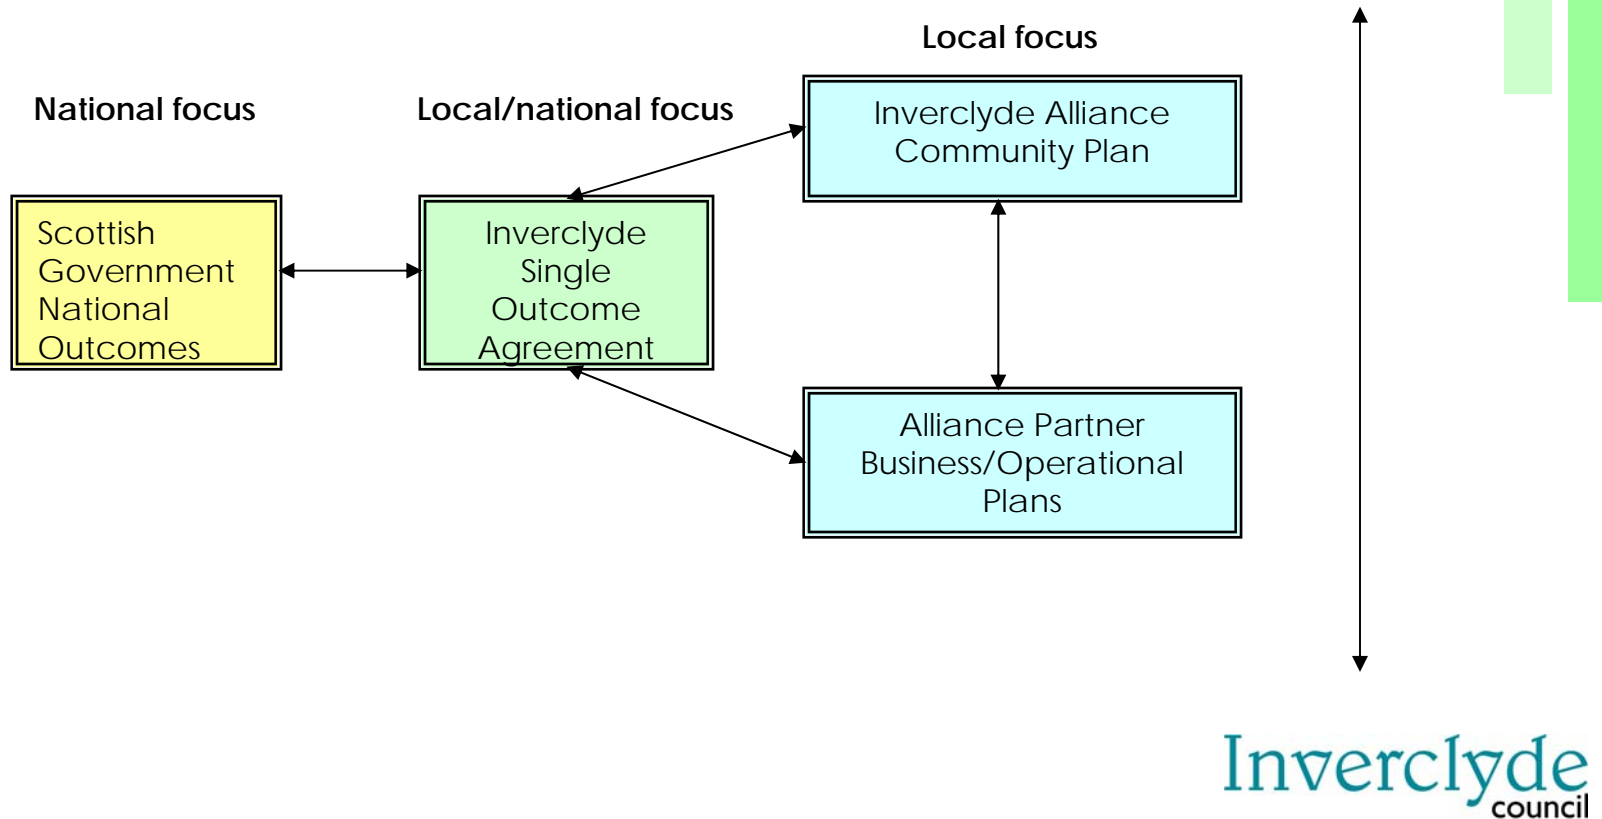 Local focus
National focus
Local/national focus
Inverclyde Alliance
Community Plan
Scottish
Government
National
Outcomes
Inverclyde
Single
Outcome
Agreement
Alliance Partner
Business/Operational
Plans
Inverclyde
council